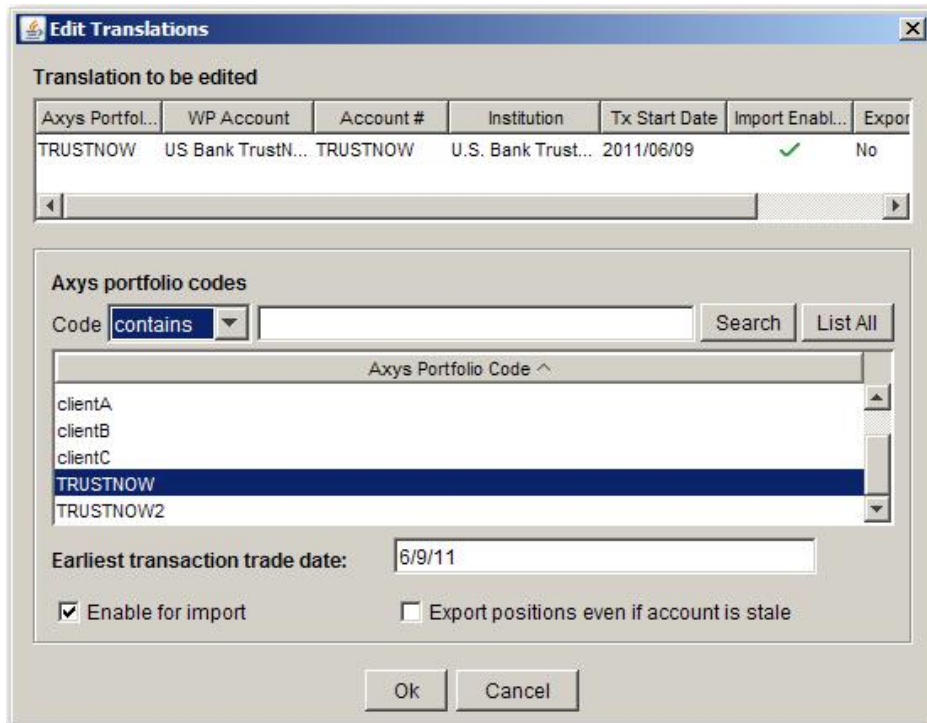 Edit Translations
Translation to be edited
Axys Portfol... WP Account Account # Institution Tx Start Date Import Enabl... Expor
TRUSTNOW US Bank TrustN... TRUSTNOW U.S. Bank Trust... 2011/06/09 No
Axys portfolio codes
Code contains Search List All
Axys Portfolio Code
clientA
clientB
clientC
TRUSTNOW
TRUSTNOW2
Earliest transaction trade date: 6/9/11
Enable for import Export positions even if account is stale
Ok Cancel